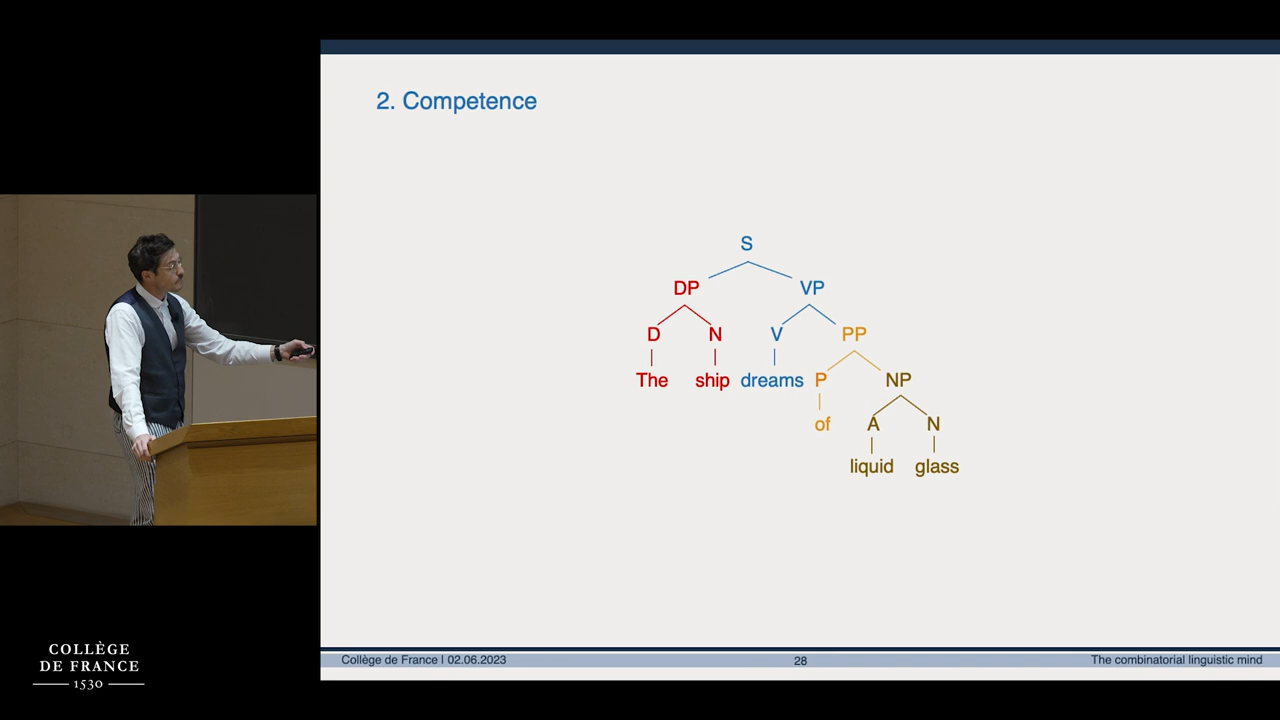 2. Competence
S
DP VP
D N V PP
The ship dreams P NP
of A N
liquid glass
COLLÈGE
DE FRANCE
1530
Collège de France I 02.06.2023 28 The combinatorial linguistic mind